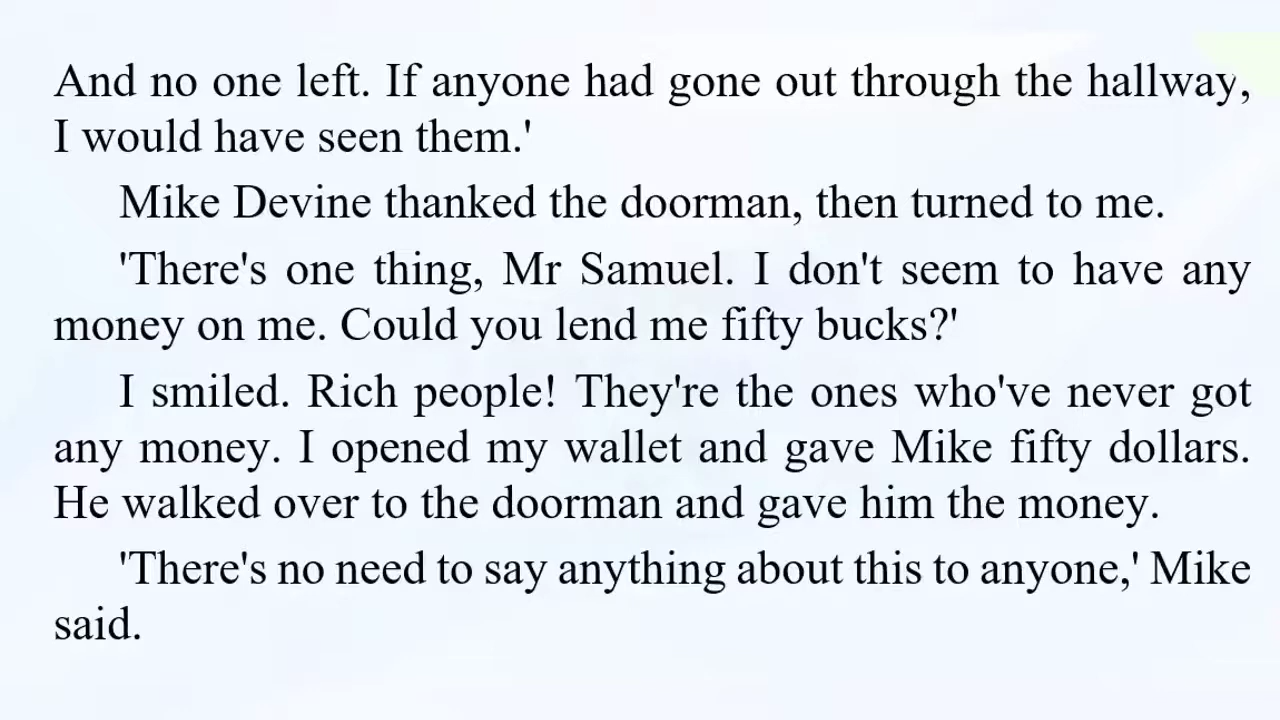 And no one left. If anyone had gone out through the hallway,
I would have seen them.'
Mike Devine thanked the doorman, then turned to me.
'There's one thing, Mr Samuel. I don't seem to have any
money on me. Could you lend me fifty bucks?'
I smiled. Rich people! They're the ones who've never got
any money. I opened my wallet and gave Mike fifty dollars.
He walked over to the doorman and gave him the money.
'There's no need to say anything about this to anyone,' Mike
said.